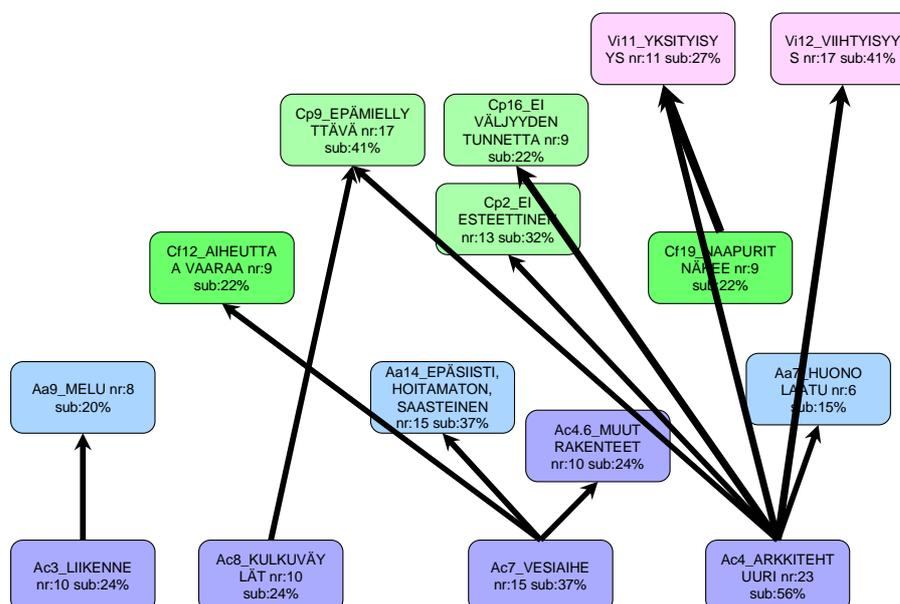 Vi11_YKSITYISY
YS nr:11 sub:27%
Vi12_VIIHTYISYY
S nr:17 sub:41%
Cp9_EPÄMIELLY
TTÄVÄ nr:17
sub:41%
Cp16_EI
VÄLJYYDEN
TUNNETTA nr:9
sub:22%
Cp2_EI
ESTEETTINEN
nr:13 sub:32%
Cf12_AIHEUTTA
A VAARAA nr:9
sub:22%
Cf19_NAAPURIT
NÄKEE nr:9
sub:22%
Aa9_MELU nr:8
sub:20%
Aa14_EPÄSIISTI,
HOITAMATON,
SAASTEINEN
nr:15 sub:37%
Aa7_HUONO
LAATU nr:6
sub:15%
Ac4.6_MUUT
RAKENTEET
nr:10 sub:24%
Ac3_LIIKENNE
nr:10 sub:24%
Ac8_KULKUVÄY
LÄT nr:10
sub:24%
Ac7_VESIAIHE
nr:15 sub:37%
Ac4_ARKKITEHT
UURI nr:23
sub:56%